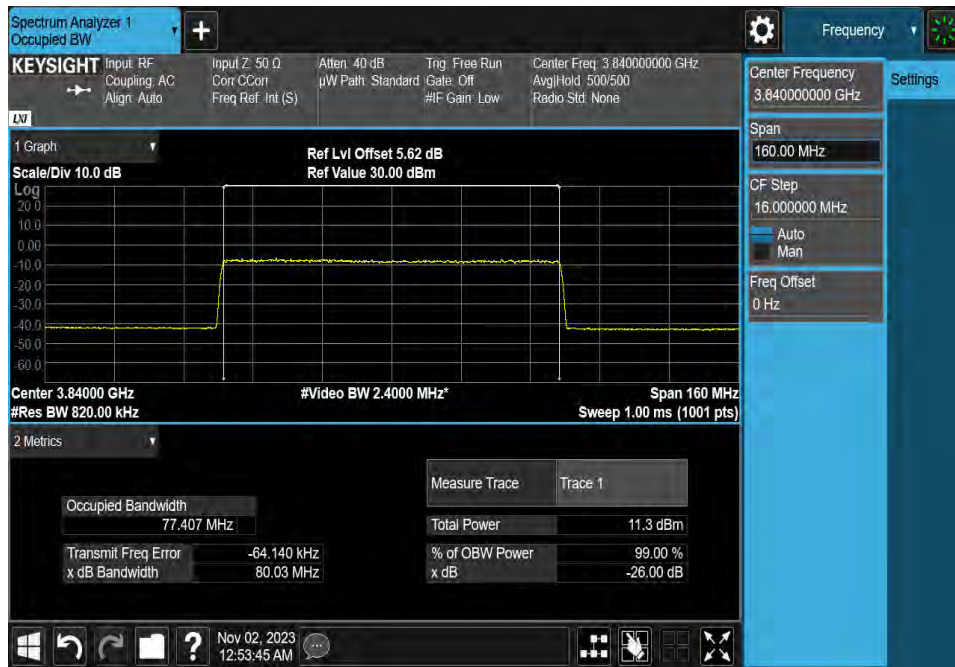 Spectrum Analyzer 1
Occupied BW
+
Frequency
KEYSIGHT
Input: RF
Coupling: AC
Align: Auto
Input Z: 50 Ω
Corr CCorr
Freq Ref: Int (S)
Atten: 40 dB
µW Path: Standard
Trig: Free Run
Gate: Off
#IF Gain: Low
Center Freq: 3.840000000 GHz
Avg|Hold: 500/500
Radio Std: None
LXI
Center Frequency
3.840000000 GHz
Settings
Span
160.00 MHz
CF Step
16.000000 MHz
Auto
Man
Freq Offset
0 Hz
1 Graph
Scale/Div 10.0 dB
Ref Lvl Offset 5.62 dB
Ref Value 30.00 dBm
Log
20.0
10.0
0.00
-10.0
-20.0
-30.0
-40.0
-50.0
-60.0
Center 3.84000 GHz
#Video BW 2.4000 MHz*
Span 160 MHz
#Res BW 820.00 kHz
Sweep 1.00 ms (1001 pts)
2 Metrics
Measure Trace
Trace 1
Occupied Bandwidth
77.407 MHz
Total Power
11.3 dBm
Transmit Freq Error
-64.140 kHz
% of OBW Power
99.00 %
x dB Bandwidth
80.03 MHz
x dB
-26.00 dB
?
Nov 02, 2023
12:53:45 AM